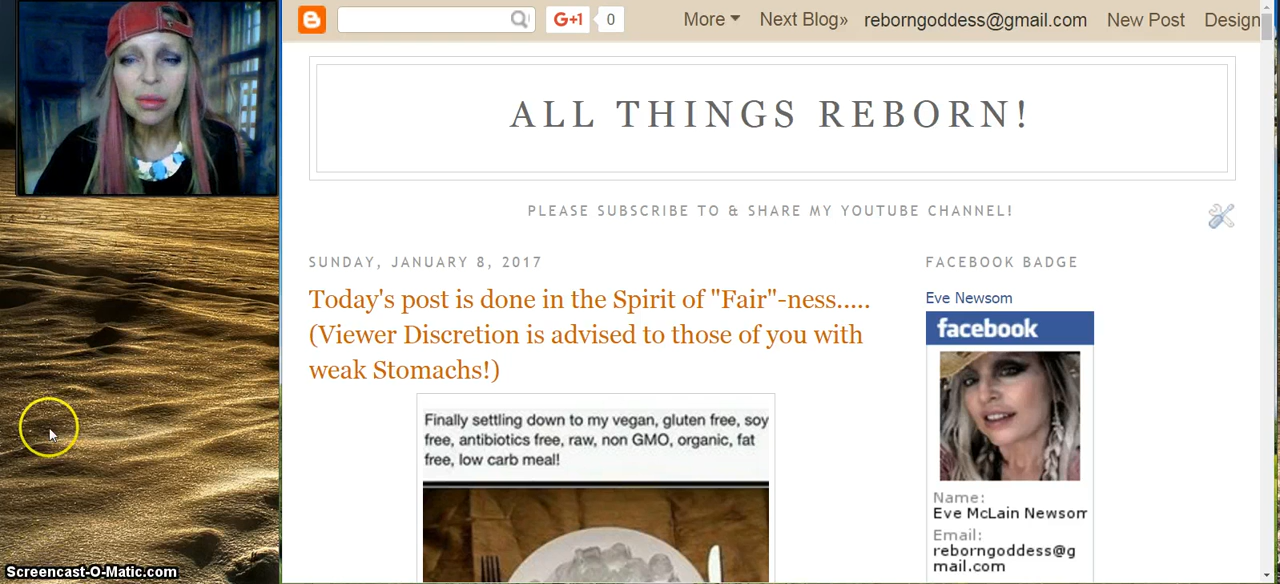 G+1 0 More Next Blog» reborngoddess@gmail.com New Post Design
ALL THINGS REBORN!
PLEASE SUBSCRIBE TO & SHARE MY YOUTUBE CHANNEL!
SUNDAY, JANUARY 8, 2017
Today's post is done in the Spirit of "Fair"-ness.....
(Viewer Discretion is advised to those of you with
weak Stomachs!)
Finally settling down to my vegan, gluten free, soy
free, antibiotics free, raw, non GMO, organic, fat
free, low carb meal!
FACEBOOK BADGE
Eve Newsom
facebook
Name:
Eve McLain Newsom
Email:
reborngoddess@g
mail.com
Screencast-O-Matic.com